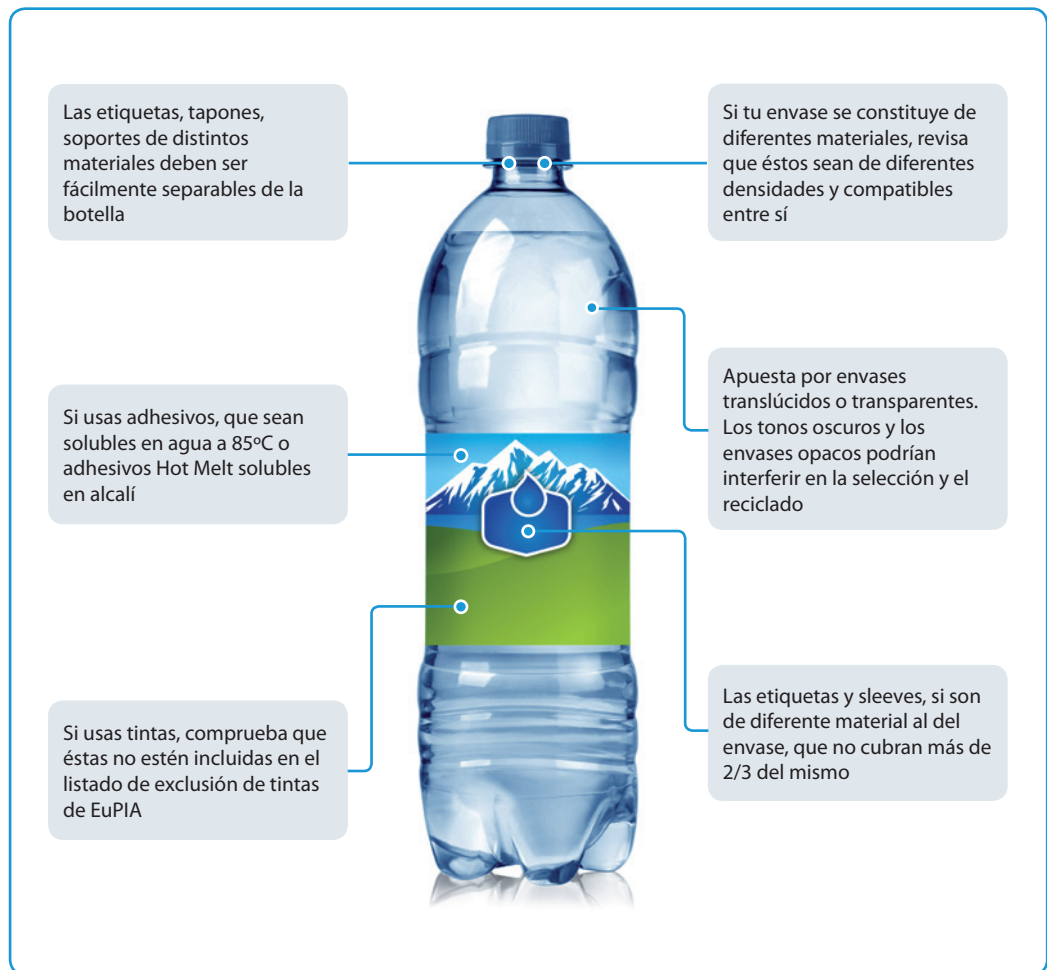 Las etiquetas, tapones,
soportes de distintos
materiales deben ser
fácilmente separables de la
botella
Si tu envase se constituye de
diferentes materiales, revisa
que éstos sean de diferentes
densidades y compatibles
entre sí
Si usas adhesivos, que sean
solubles en agua a 85ºC o
adhesivos Hot Melt solubles
en alcalí
Apuesta por envases
translúcidos o transparentes.
Los tonos oscuros y los
envases opacos podrían
interferir en la selección y el
reciclado
Si usas tintas, comprueba que
éstas no estén incluidas en el
listado de exclusión de tintas
de EuPIA
Las etiquetas y sleeves, si son
de diferente material al del
envase, que no cubran más de
2/3 del mismo